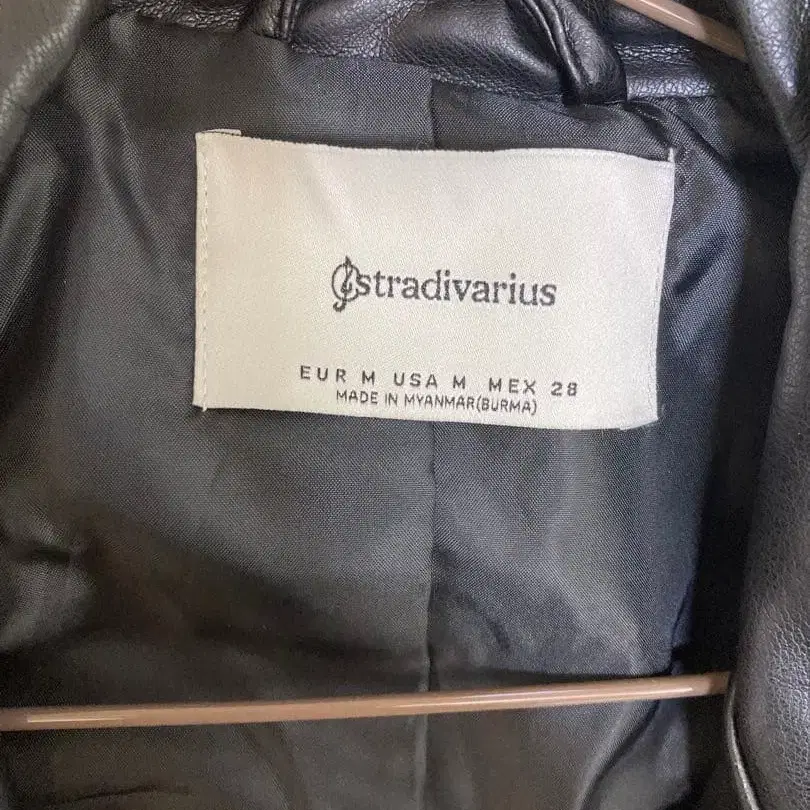 stradivarius
EUR M USA M MEX 28
MADE IN MYANMAR(BURMA)